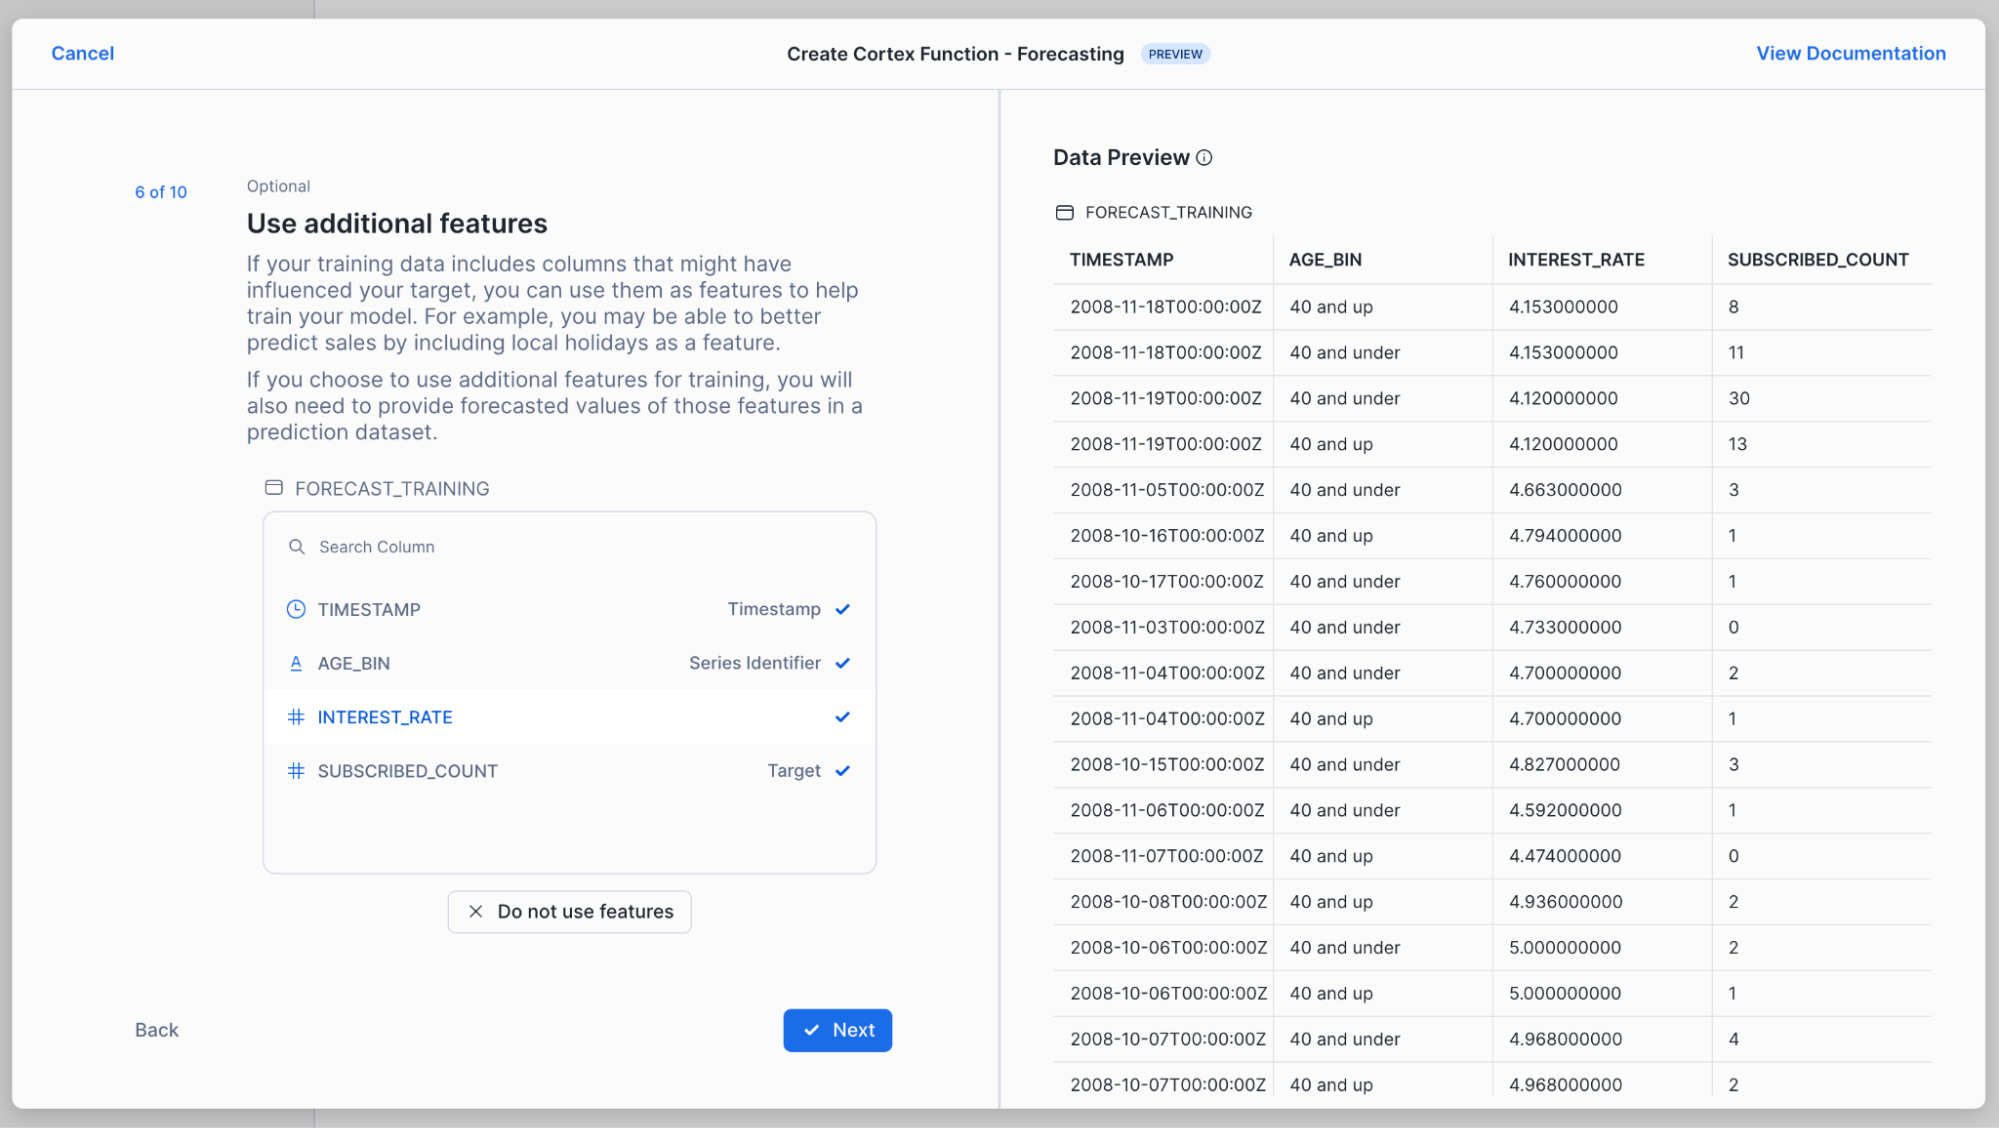 Cancel
Create Cortex Function - Forecasting PREVIEW
View Documentation
6 of 10
Optional
Use additional features
If your training data includes columns that might have
influenced your target, you can use them as features to help
train your model. For example, you may be able to better
predict sales by including local holidays as a feature.
If you choose to use additional features for training, you will
also need to provide forecasted values of those features in a
prediction dataset.
FORECAST_TRAINING
Search Column
TIMESTAMP Timestamp
AGE_BIN Series Identifier
INTEREST_RATE
SUBSCRIBED_COUNT Target
Do not use features
Back
Next
Data Preview
FORECAST_TRAINING
TIMESTAMP AGE_BIN INTEREST_RATE SUBSCRIBED_COUNT
2008-11-18T00:00:00Z 40 and up 4.153000000 8
2008-11-18T00:00:00Z 40 and under 4.153000000 11
2008-11-19T00:00:00Z 40 and under 4.120000000 30
2008-11-19T00:00:00Z 40 and up 4.120000000 13
2008-11-05T00:00:00Z 40 and under 4.663000000 3
2008-10-16T00:00:00Z 40 and up 4.794000000 1
2008-10-17T00:00:00Z 40 and under 4.760000000 1
2008-11-03T00:00:00Z 40 and under 4.733000000 0
2008-11-04T00:00:00Z 40 and under 4.700000000 2
2008-11-04T00:00:00Z 40 and up 4.700000000 1
2008-10-15T00:00:00Z 40 and under 4.827000000 3
2008-11-06T00:00:00Z 40 and under 4.592000000 1
2008-11-07T00:00:00Z 40 and up 4.474000000 0
2008-10-08T00:00:00Z 40 and up 4.936000000 2
2008-10-06T00:00:00Z 40 and under 5.000000000 2
2008-10-06T00:00:00Z 40 and up 5.000000000 1
2008-10-07T00:00:00Z 40 and under 4.968000000 4
2008-10-07T00:00:00Z 40 and up 4.968000000 2